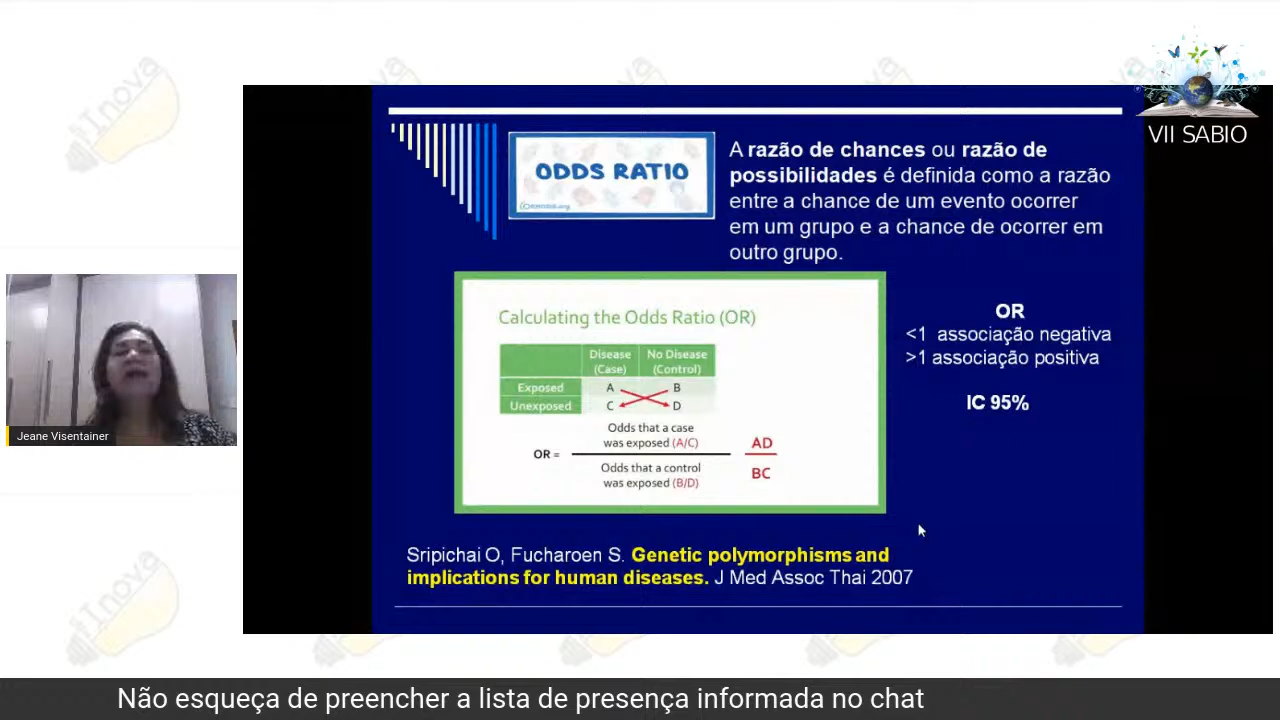 VII SABIO
ODDS RATIO
A razão de chances ou razão de
possibilidades é definida como a razão
entre a chance de um evento ocorrer
em um grupo e a chance de ocorrer em
outro grupo.
Calculating the Odds Ratio (OR)
Disease
(Case)
No Disease
(Control)
Exposed A B
Unexposed C D
Odds that a case
was exposed (A/C)
OR =
Odds that a control
was exposed (B/D)
AD
BC
OR
<1 associação negativa
>1 associação positiva
IC 95%
Sripichai O, Fucharoen S. Genetic polymorphisms and
implications for human diseases. J Med Assoc Thai 2007
Jeane Visentainer
Não esqueça de preencher a lista de presença informada no chat
Inova
Inova